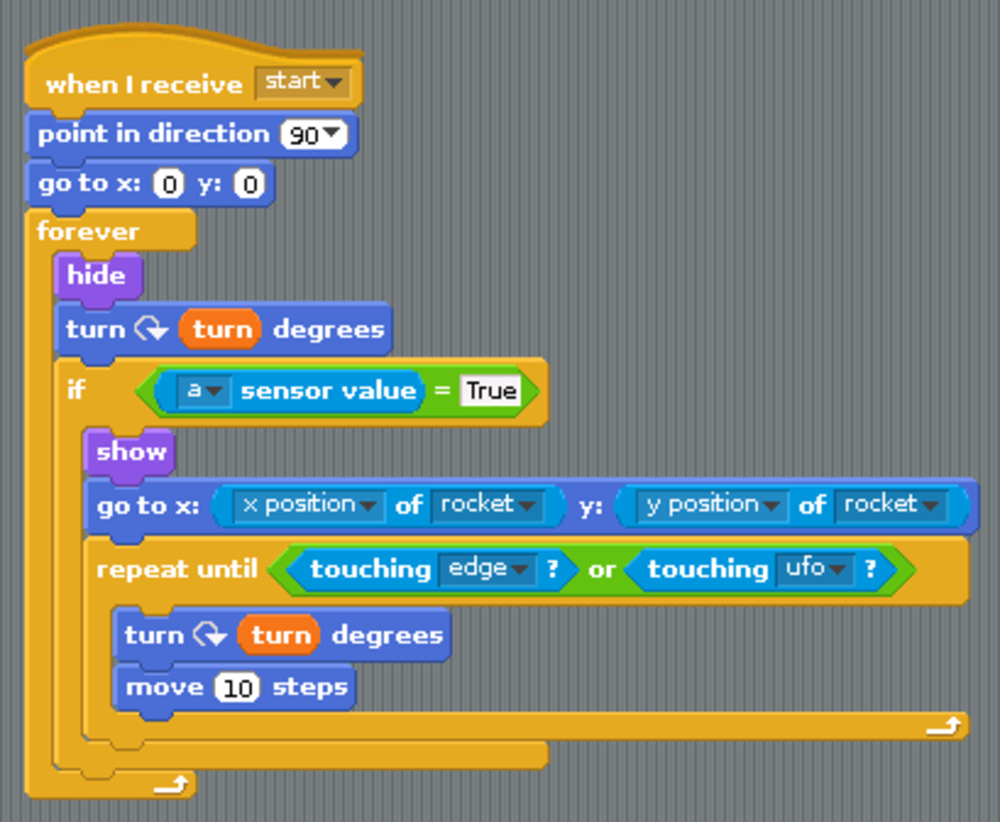 when I receive start
point in direction 90
go to x: 0 y: 0
forever
hide
turn turn degrees
if a sensor value = True
show
go to x: x position of rocket y: y position of rocket
repeat until touching edge ? or touching ufo ?
turn turn degrees
move 10 steps